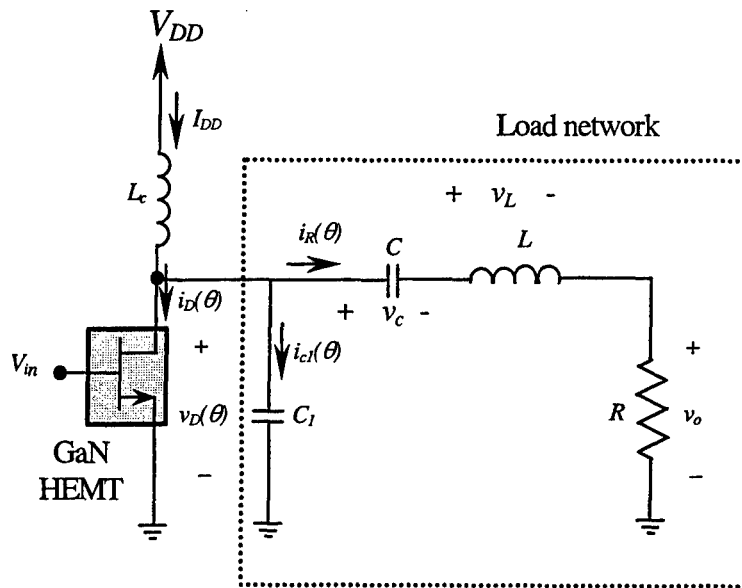 V_DD
I_DD
Load network
L_c
+ v_L -
i_R(θ)
C
L
i_D(θ)
+ v_c -
V_in
+
i_c1(θ)
+
v_D(θ)
C_1
R
v_o
GaN
HEMT
-
-